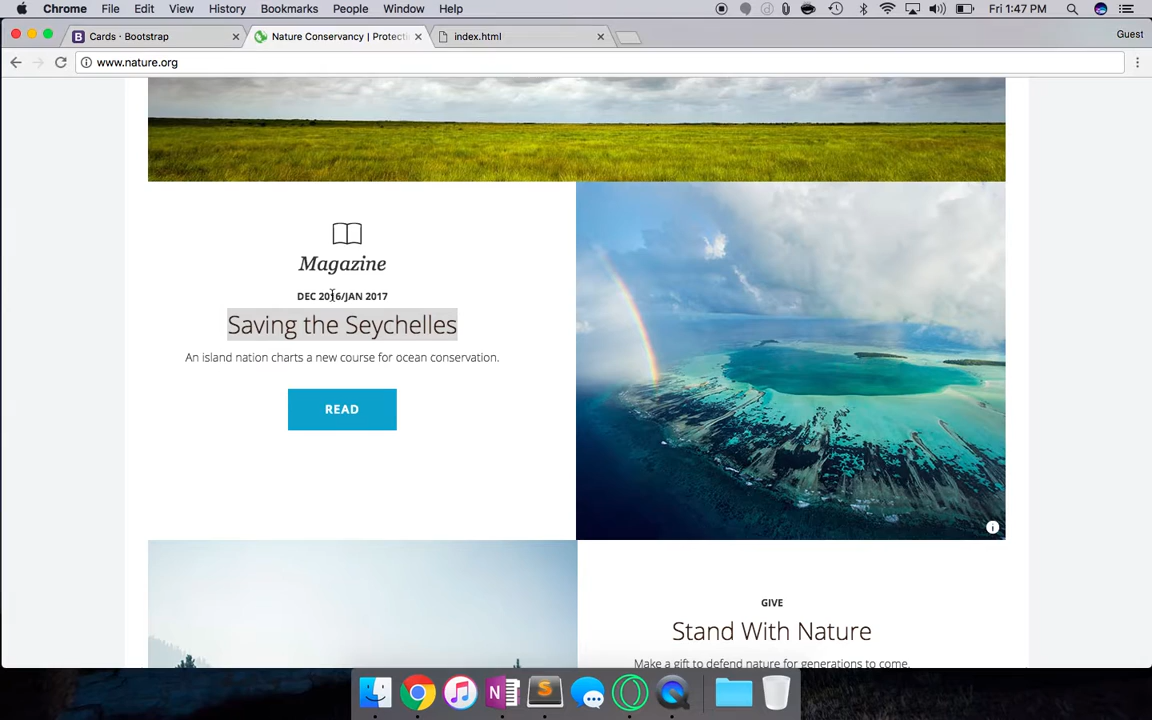 Chrome File Edit View History Bookmarks People Window Help Fri 1:47 PM
Cards · Bootstrap
Nature Conservancy | Protecti
index.html
Guest
www.nature.org
Magazine
DEC 2016/JAN 2017
Saving the Seychelles
An island nation charts a new course for ocean conservation.
READ
GIVE
Stand With Nature
Make a gift to defend nature for generations to come.